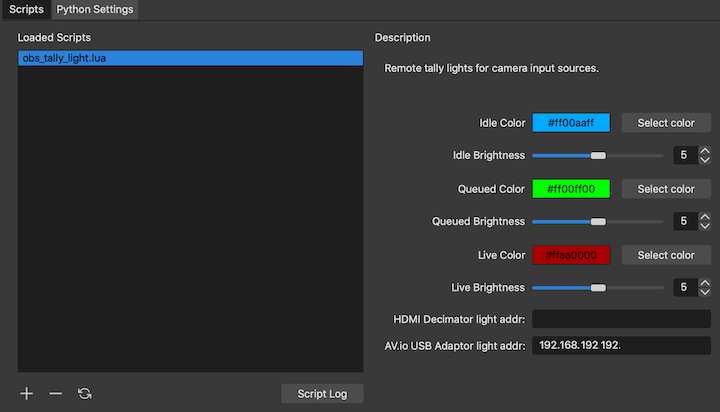 Scripts Python Settings
Loaded Scripts
obs_tally_light.lua
Script Log
Description
Remote tally lights for camera input sources.
Idle Color #ff00aaff Select color
Idle Brightness 5
Queued Color #ff00ff00 Select color
Queued Brightness 5
Live Color #ffaa0000 Select color
Live Brightness 5
HDMI Decimator light addr:
AV.io USB Adaptor light addr: 192.168.192.192.